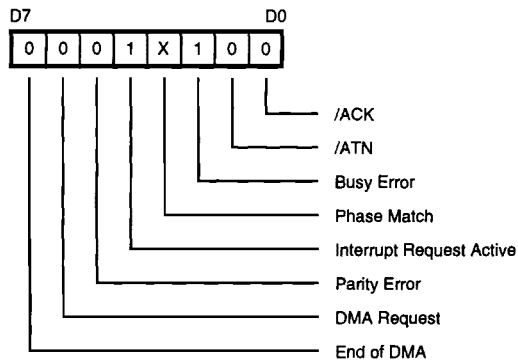 D7 D0
0 0 0 1 X 1 0 0
/ACK
/ATN
Busy Error
Phase Match
Interrupt Request Active
Parity Error
DMA Request
End of DMA